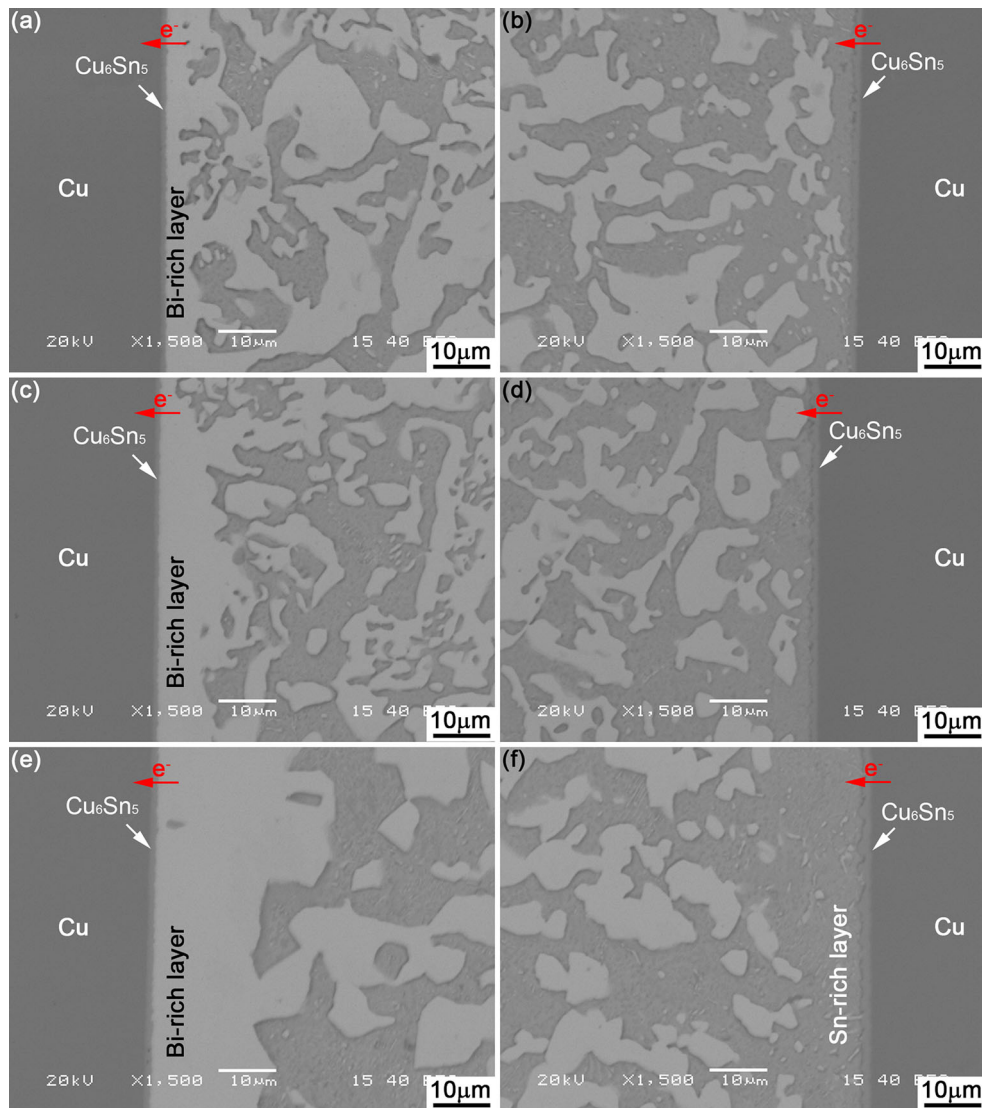 (a)
e-
Cu6Sn5
Cu
Bi-rich layer
20kV X1,500 10μm 15 40
10μm
(b)
e-
Cu6Sn5
Cu
20kV X1,500 10μm 15 40
10μm
(c)
e-
Cu6Sn5
Cu
Bi-rich layer
20kV X1,500 10μm 15 40
10μm
(d)
e-
Cu6Sn5
Cu
20kV X1,500 10μm 15 40
10μm
(e)
e-
Cu6Sn5
Cu
Bi-rich layer
20kV X1,500 10μm 15 40
10μm
(f)
e-
Cu6Sn5
Cu
Sn-rich layer
20kV X1,500 10μm 15 40
10μm